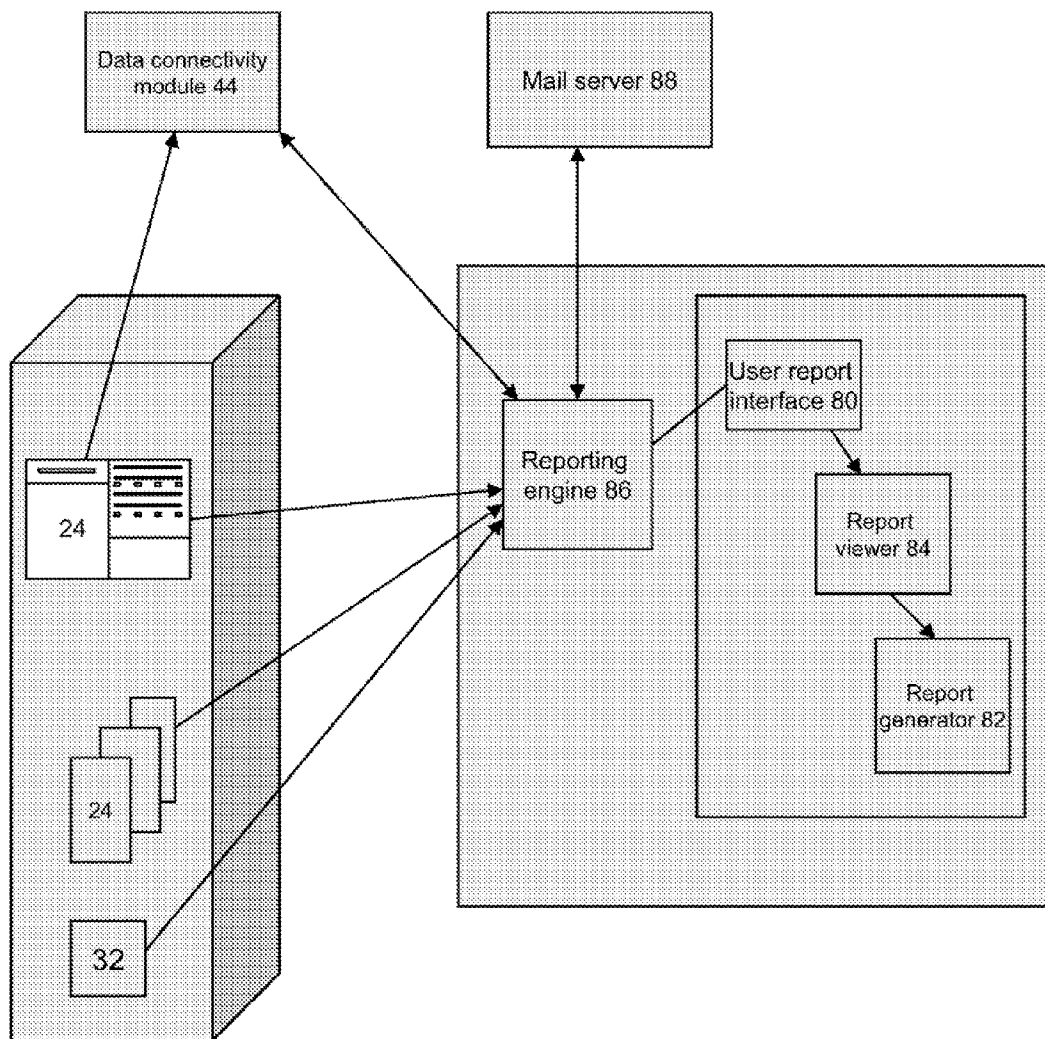 Data connectivity
module 44
Mail server 88
User report
interface 80
Reporting
engine 86
24
Report
viewer 84
Report
generator 82
24
32